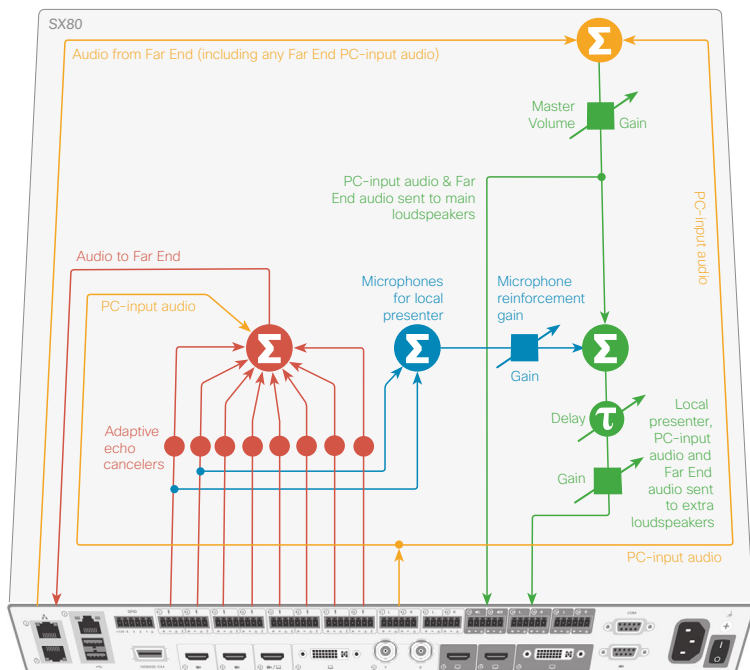 SX80
Audio from Far End (including any Far End PC-input audio)
Σ
Master
Volume
Gain
PC-input audio & Far
End audio sent to main
loudspeakers
PC-input audio
Audio to Far End
PC-input audio
Microphones
for local
presenter
Microphone
reinforcement
gain
Σ
Σ
Σ
Gain
Adaptive
echo
cancelers
Delay
τ
Gain
Local
presenter,
PC-input
audio and
Far End
audio sent
to extra
loudspeakers
PC-input audio